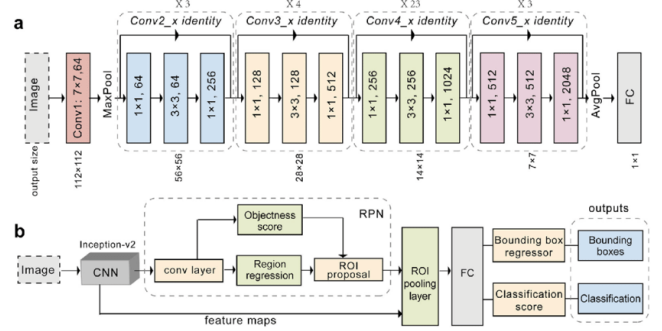 X 3
X 4
X 23
X 3
a
Conv2_x identity
Conv3_x identity
Conv4_x identity
Conv5_x identity
Image
Conv1: 7×7,64
MaxPool
1×1, 64
3×3, 64
1×1, 256
1×1, 128
3×3, 128
1×1, 512
1×1, 256
3×3, 256
1×1, 1024
1×1, 512
3×3, 512
1×1, 2048
AvgPool
FC
output size
112×112
56×56
28×28
14×14
7×7
1×1
b
RPN
outputs
Inception-v2
Image
CNN
conv layer
Objectness
score
Region
regression
ROI
proposal
ROI
pooling
layer
FC
Bounding box
regressor
Bounding
boxes
Classification
score
Classification
feature maps